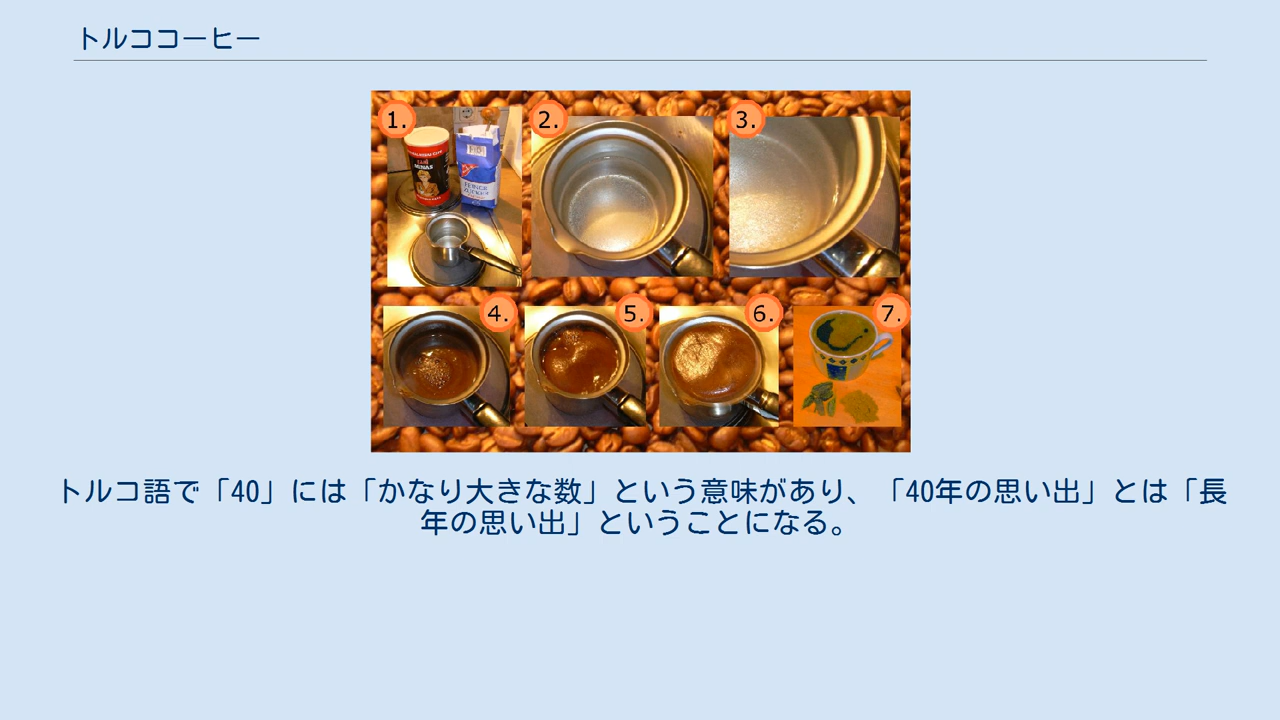 トルココーヒー
1.
2.
3.
4.
5.
6.
7.
トルコ語で「40」には「かなり大きな数」という意味があり、「40年の思い出」とは「長
年の思い出」ということになる。